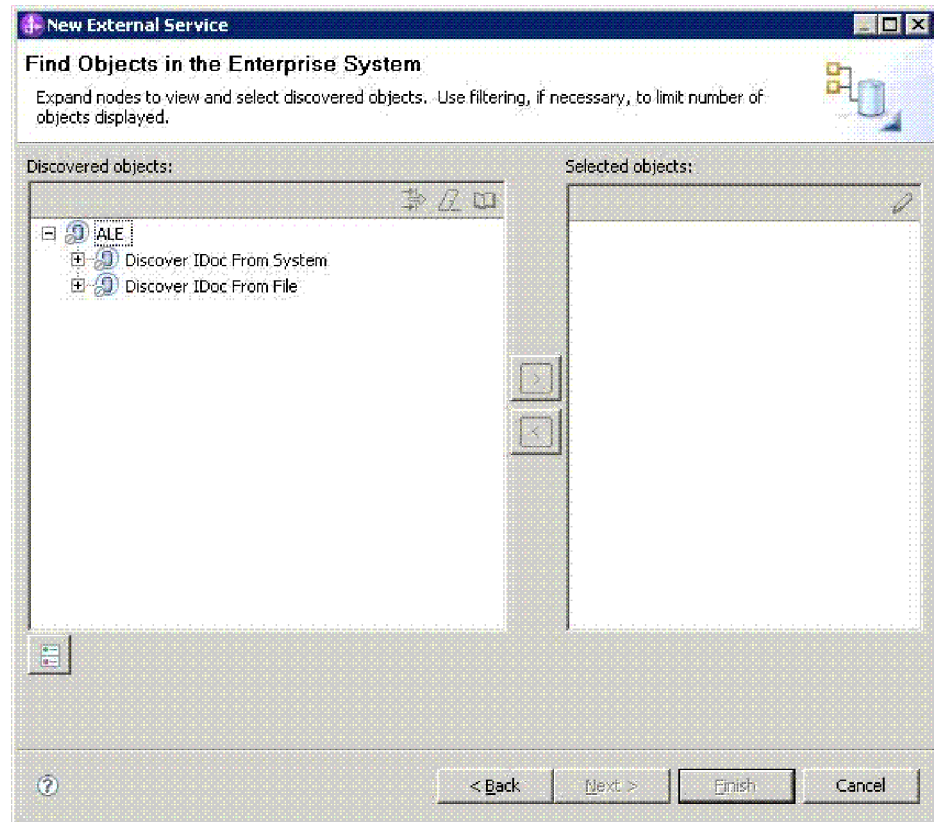 New External Service
Find Objects in the Enterprise System
Expand nodes to view and select discovered objects. Use filtering, if necessary, to limit number of
objects displayed.
Discovered objects:
Selected objects:
ALE
Discover IDoc From System
Discover IDoc From File
>
<
?
< Back
Next >
Finish
Cancel